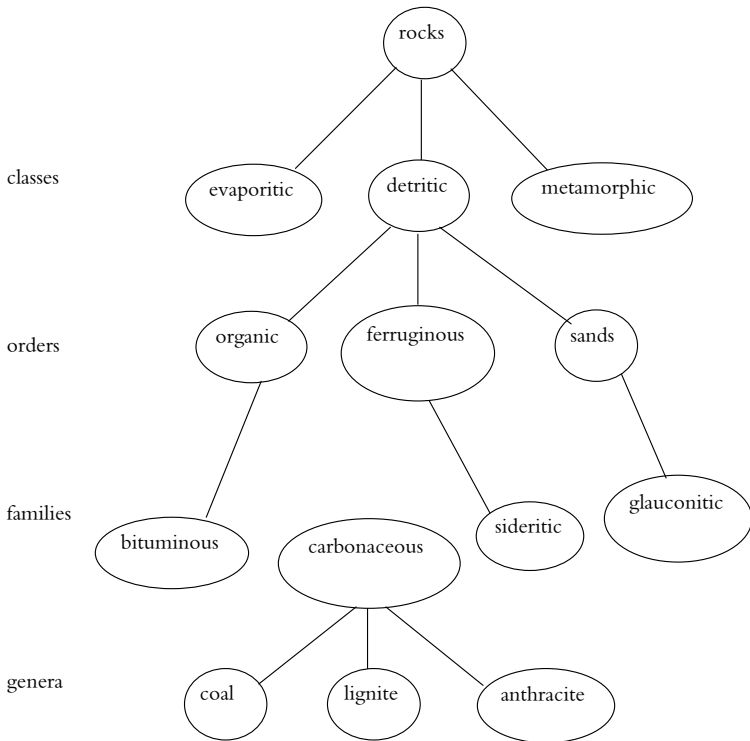 rocks
classes
evaporitic
detritic
metamorphic
orders
organic
ferruginous
sands
families
bituminous
carbonaceous
sideritic
glauconitic
genera
coal
lignite
anthracite